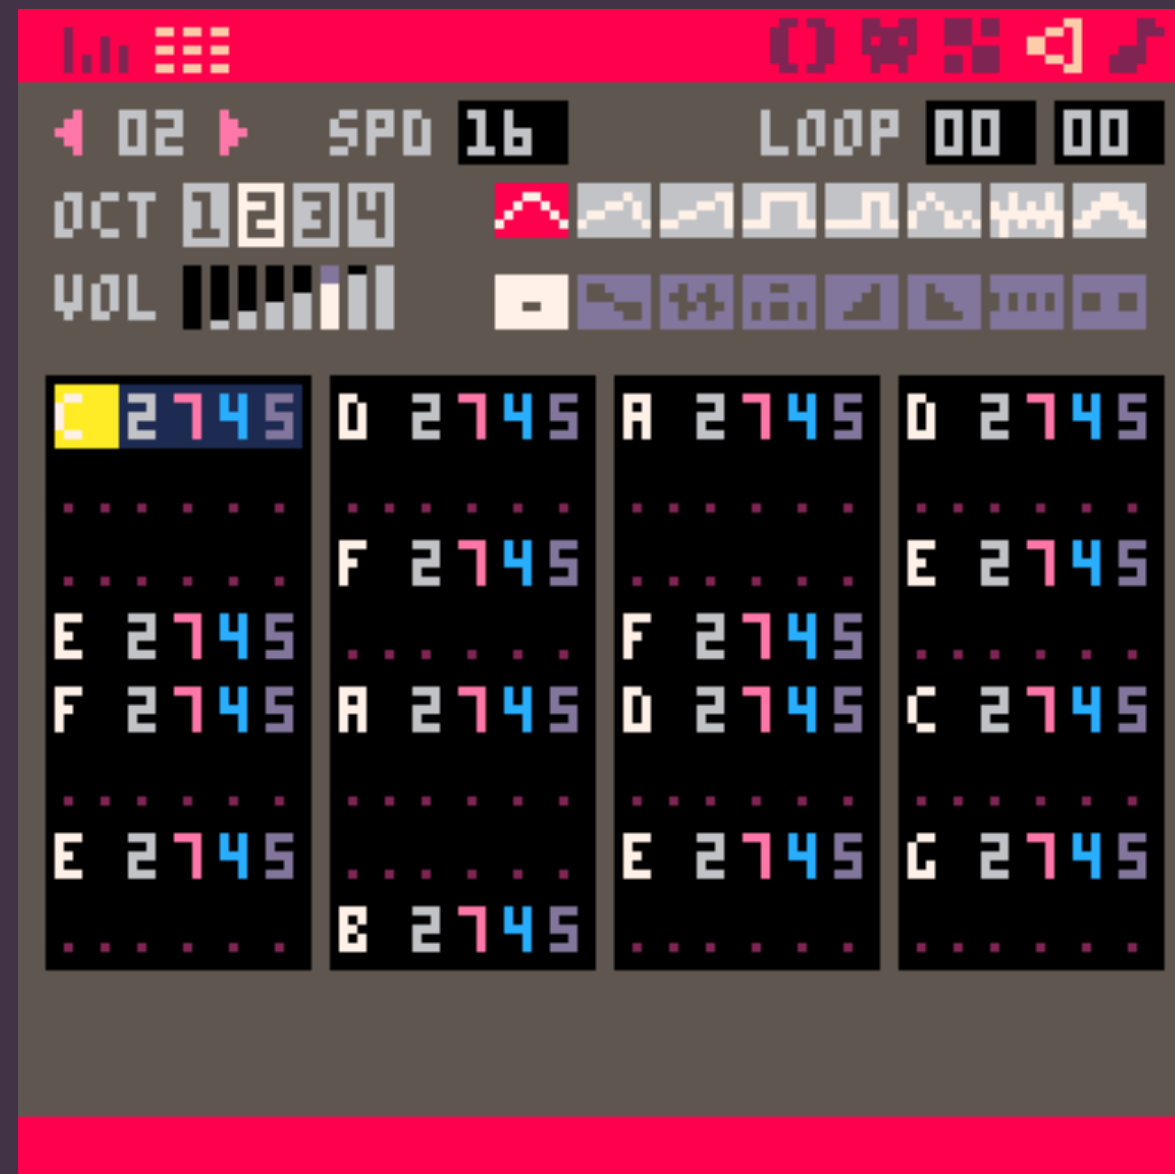 02 SPD 16 LOOP 00 00
OCT 1 2 3 4
VOL
C 2745 D 2745 A 2745 D 2745
...... ...... ...... ......
...... F 2745 ...... E 2745
E 2745 ...... F 2745 ......
F 2745 A 2745 D 2745 C 2745
...... ...... ...... ......
E 2745 ...... E 2745 G 2745
...... B 2745 ...... ......